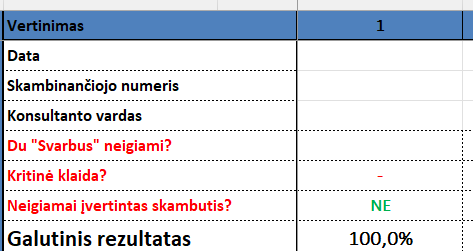 Vertinimas 1
Data
Skambinančiojo numeris
Konsultanto vardas
Du "Svarbus" neigiami?
Kritinė klaida? -
Neigiamai įvertintas skambutis? NE
Galutinis rezultatas 100,0%